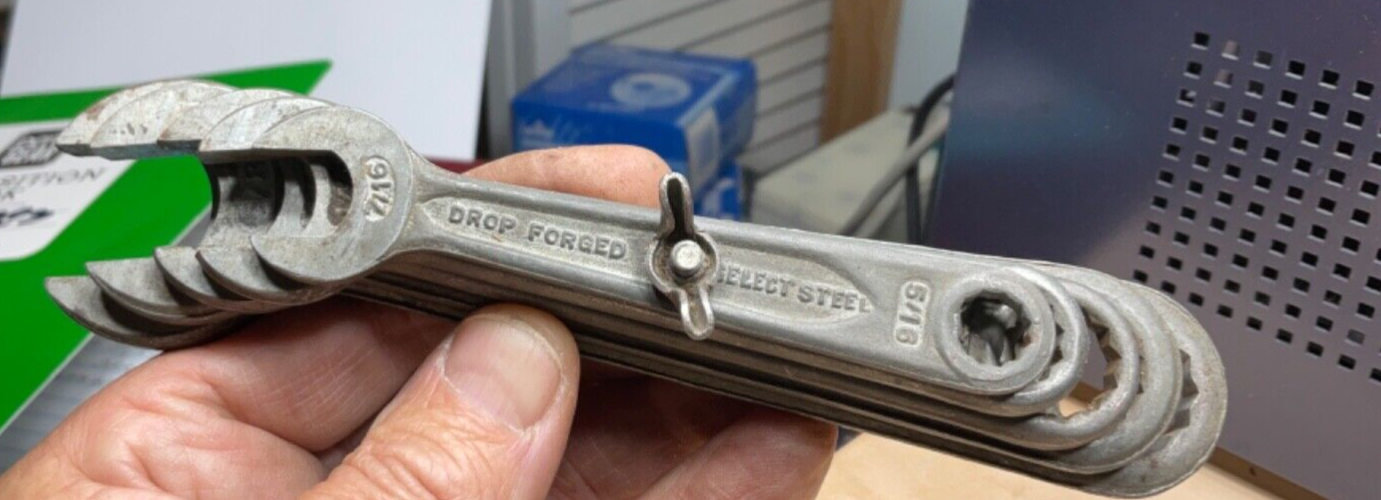 7/16
DROP FORGED
SELECT STEEL
5/16